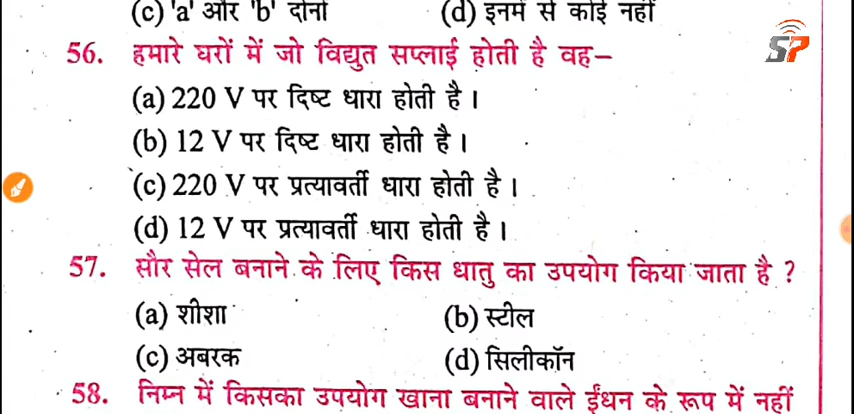 (c) 'a' और 'b' दोनों (d) इनमें से कोई नहीं
SP
56. हमारे घरों में जो विद्युत सप्लाई होती है वह–
(a) 220 V पर दिष्ट धारा होती है।
(b) 12 V पर दिष्ट धारा होती है।
(c) 220 V पर प्रत्यावर्ती धारा होती है।
(d) 12 V पर प्रत्यावर्ती धारा होती है।
57. सौर सेल बनाने के लिए किस धातु का उपयोग किया जाता है ?
(a) शीशा (b) स्टील
(c) अबरक (d) सिलीकॉन
58. निम्न में किसका उपयोग खाना बनाने वाले ईंधन के रूप में नहीं